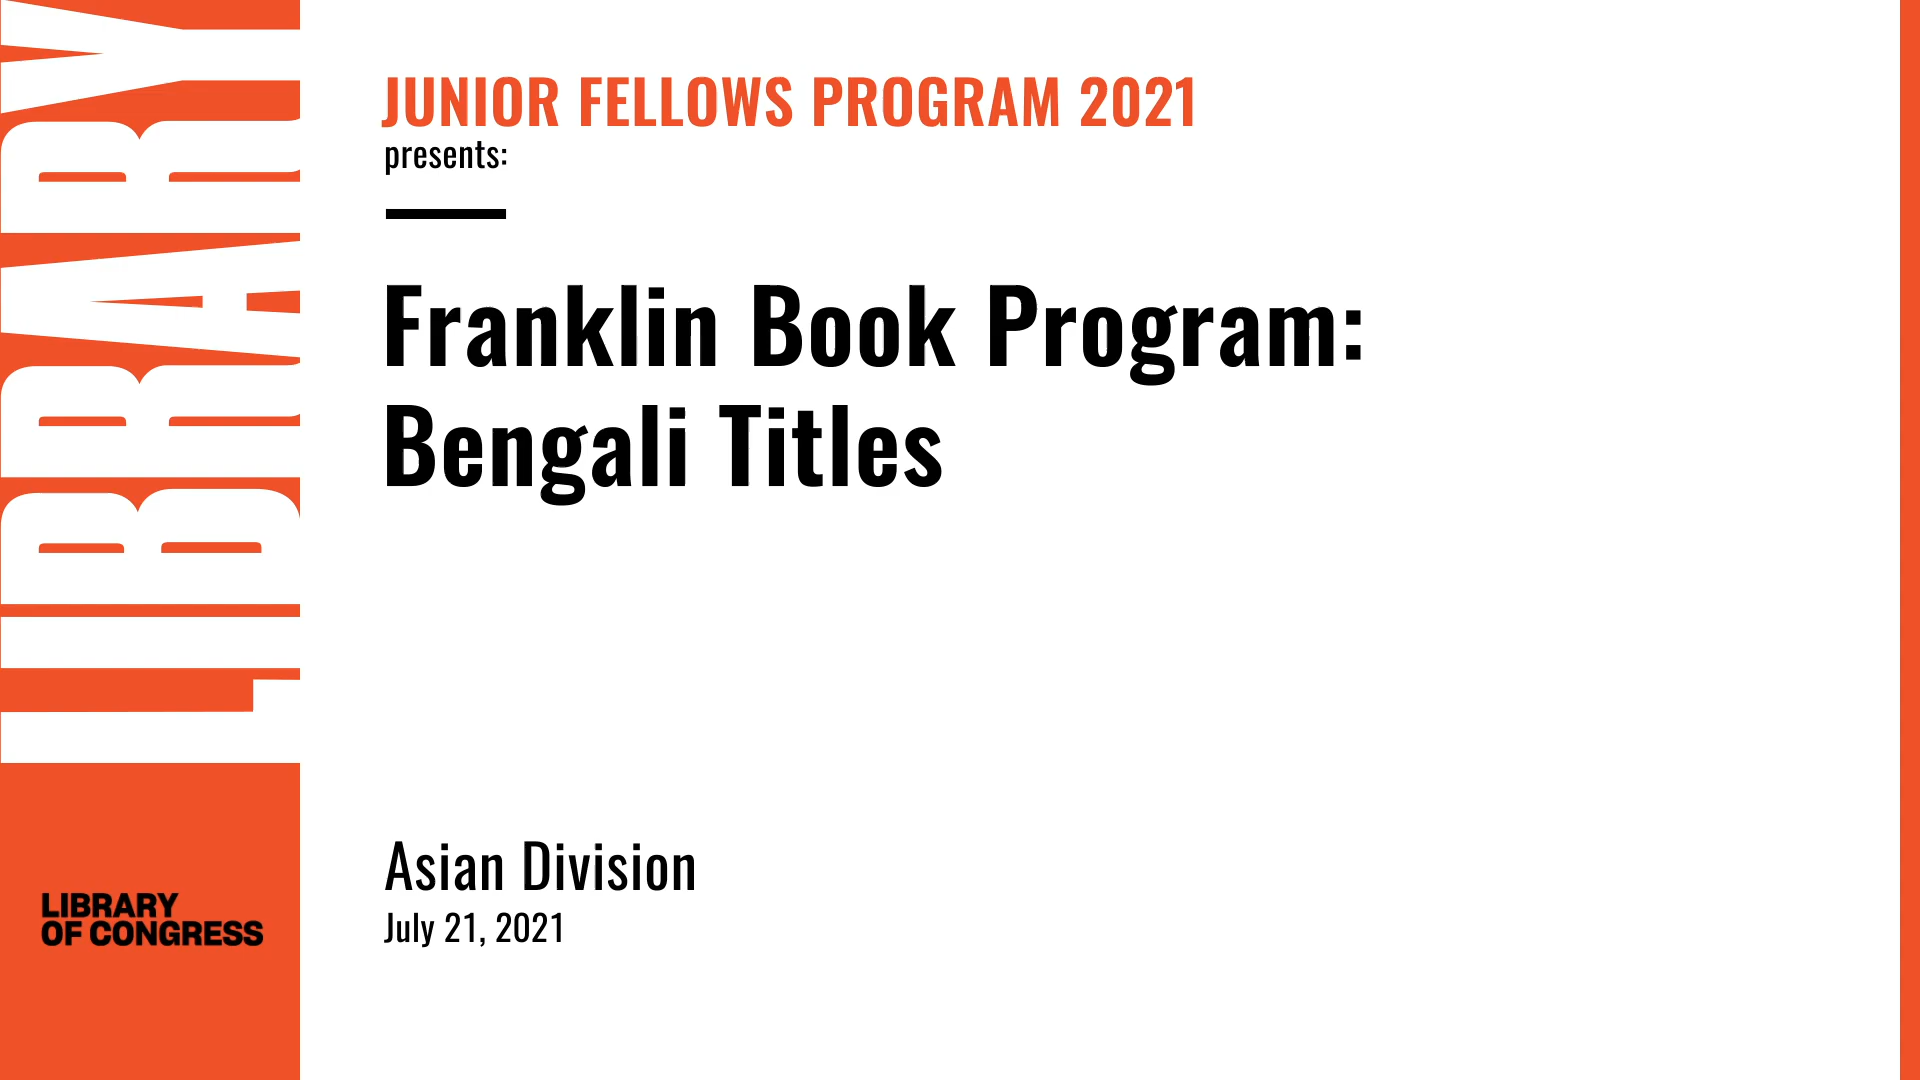 LIBRARY
JUNIOR FELLOWS PROGRAM 2021
presents:
Franklin Book Program:
Bengali Titles
Asian Division
July 21, 2021
LIBRARY
OF CONGRESS